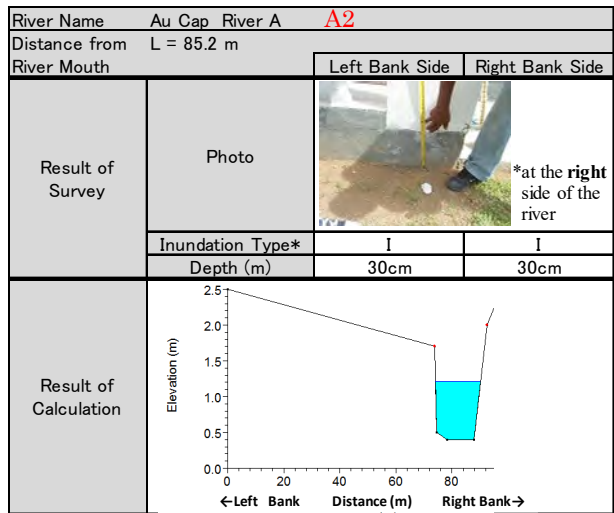 River Name Au Cap River A A2
Distance from L = 85.2 m
River Mouth Left Bank Side Right Bank Side
Result of Survey
Photo
*at the right
side of the
river
Inundation Type* I I
Depth (m) 30cm 30cm
Result of
Calculation
Elevation (m)
2.5
2.0
1.5
1.0
0.5
0.0
0 20 40 60 80
←Left Bank Distance (m) Right Bank→